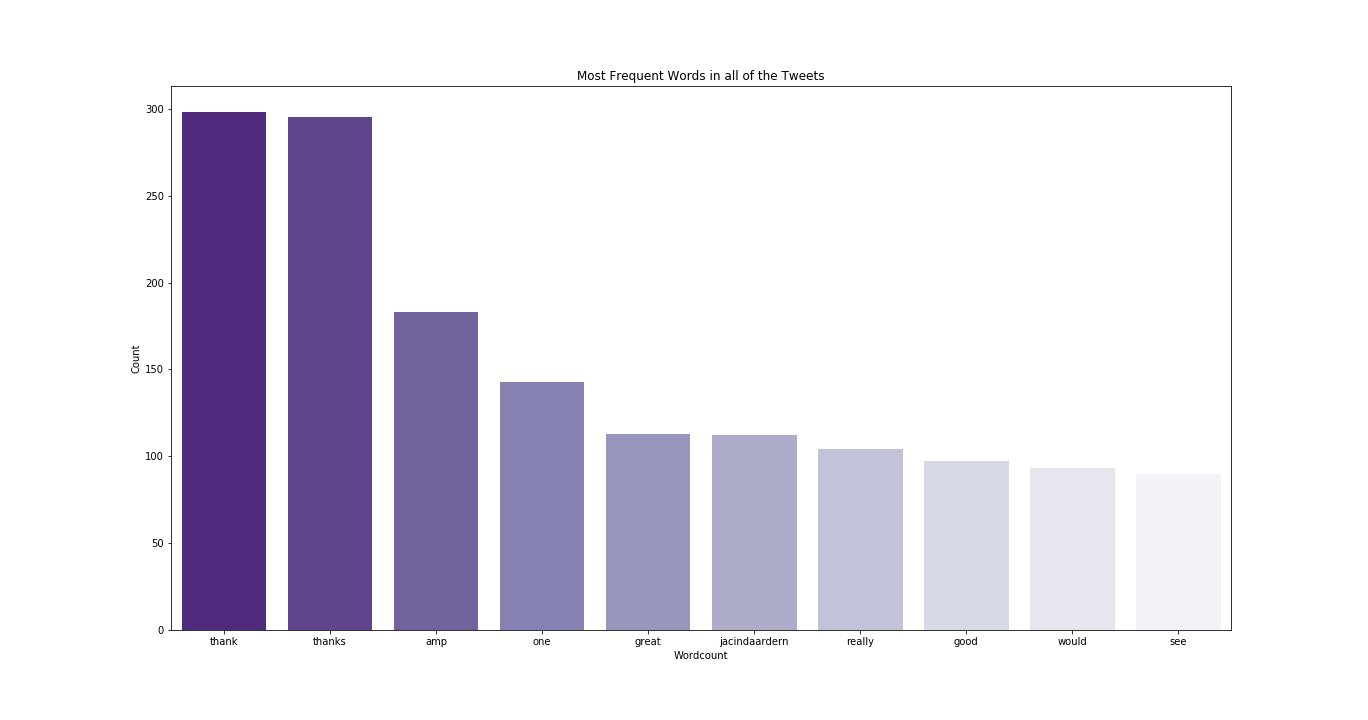 Most Frequent Words in all of the Tweets
300
250
200
150
100
50
0
Count
thank thanks amp one great jacindaardern really good would see
Wordcount